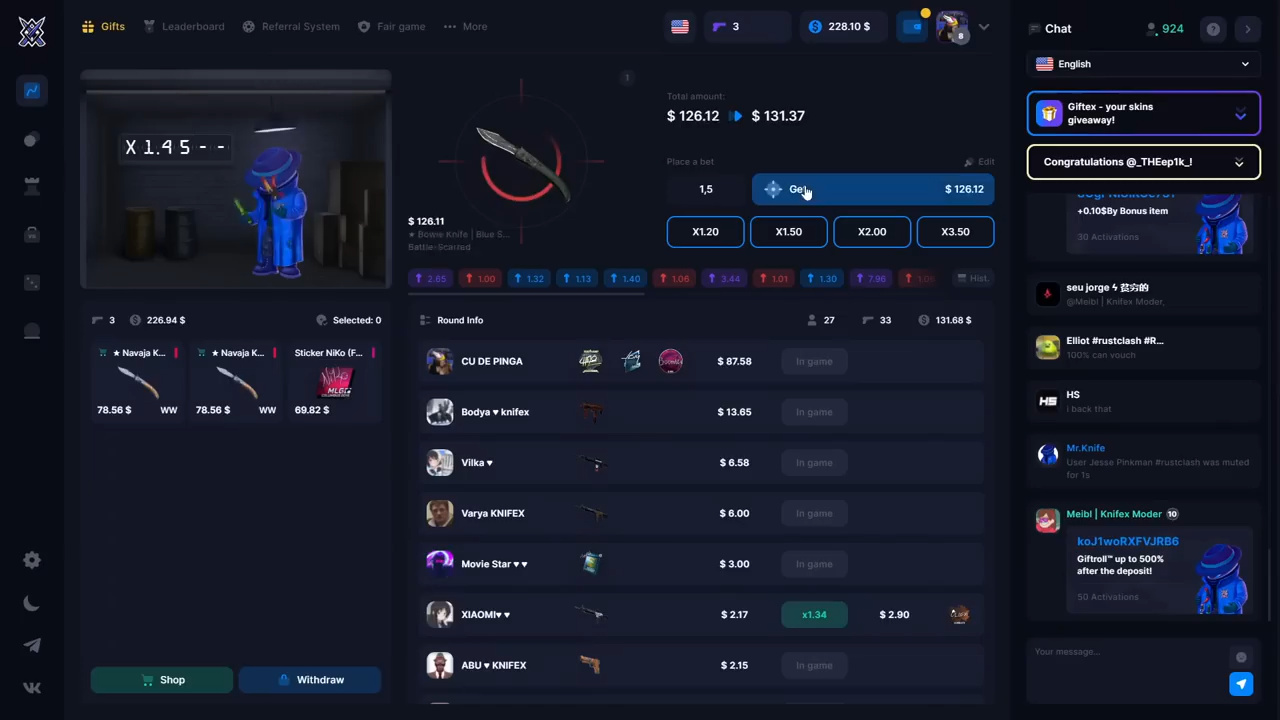 Gifts
Leaderboard
Referral System
Fair game
More
3
228.10 $
8
X 1.4 5 - -
1
$ 126.11
★ Bowie Knife | Blue S...
Battle-Scarred
Total amount:
$ 126.12
$ 131.37
Place a bet
Edit
1,5
$ 126.12
X1.20
X1.50
X2.00
X3.50
2.65
1.00
1.32
1.13
1.40
1.06
3.44
1.01
1.30
7.96
Hist.
3
226.94 $
Selected: 0
★ Navaja K...
78.56 $
WW
★ Navaja K...
78.56 $
WW
Sticker NiKo (F...
69.82 $
Shop
Withdraw
Round Info
27
33
131.68 $
CU DE PINGA
$ 87.58
In game
Bodya ♥ knifex
$ 13.65
In game
Vilka ♥
$ 6.58
In game
Varya KNIFEX
$ 6.00
In game
Movie Star ♥ ♥
$ 3.00
In game
XIAOMI♥ ♥
$ 2.17
x1.34
$ 2.90
ABU ♥ KNIFEX
$ 2.15
In game
Chat
924
English
Giftex - your skins
giveaway!
Congratulations @_THEep1k_!
+0.10$By Bonus item
30 Activations
seu jorge ϟ 贫穷的
@Meibl | Knifex Moder,
Elliot #rustclash #R...
100% can vouch
HS
HS
i back that
Mr.Knife
User Jesse Pinkman #rustclash was muted
for 1s
Meibl | Knifex Moder 10
koJ1woRXFVJRB6
Giftroll™ up to 500%
after the deposit!
50 Activations
Your message...